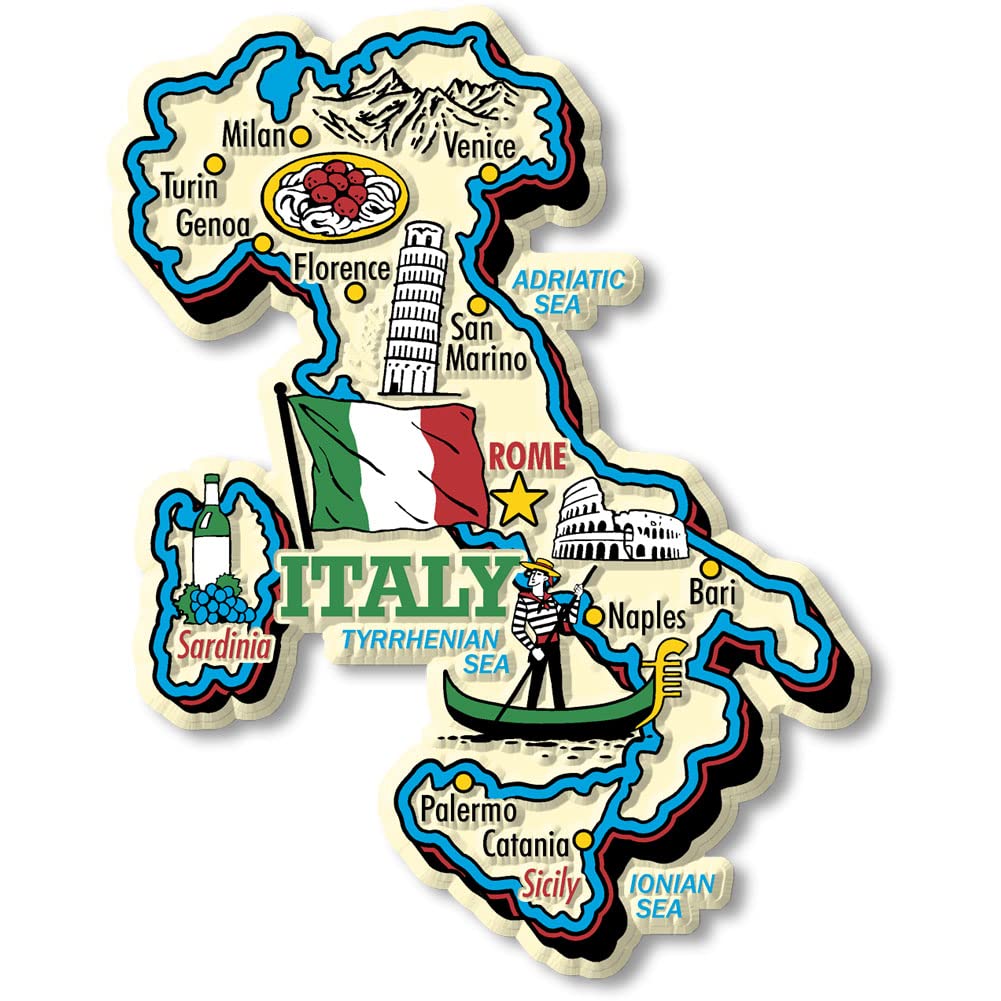 Milan
Venice
Turin
Genoa
Florence
ADRIATIC
SEA
San
Marino
ROME
ITALY
Sardinia
TYRRHENIAN
SEA
Naples
Bari
Palermo
Catania
Sicily
IONIAN
SEA